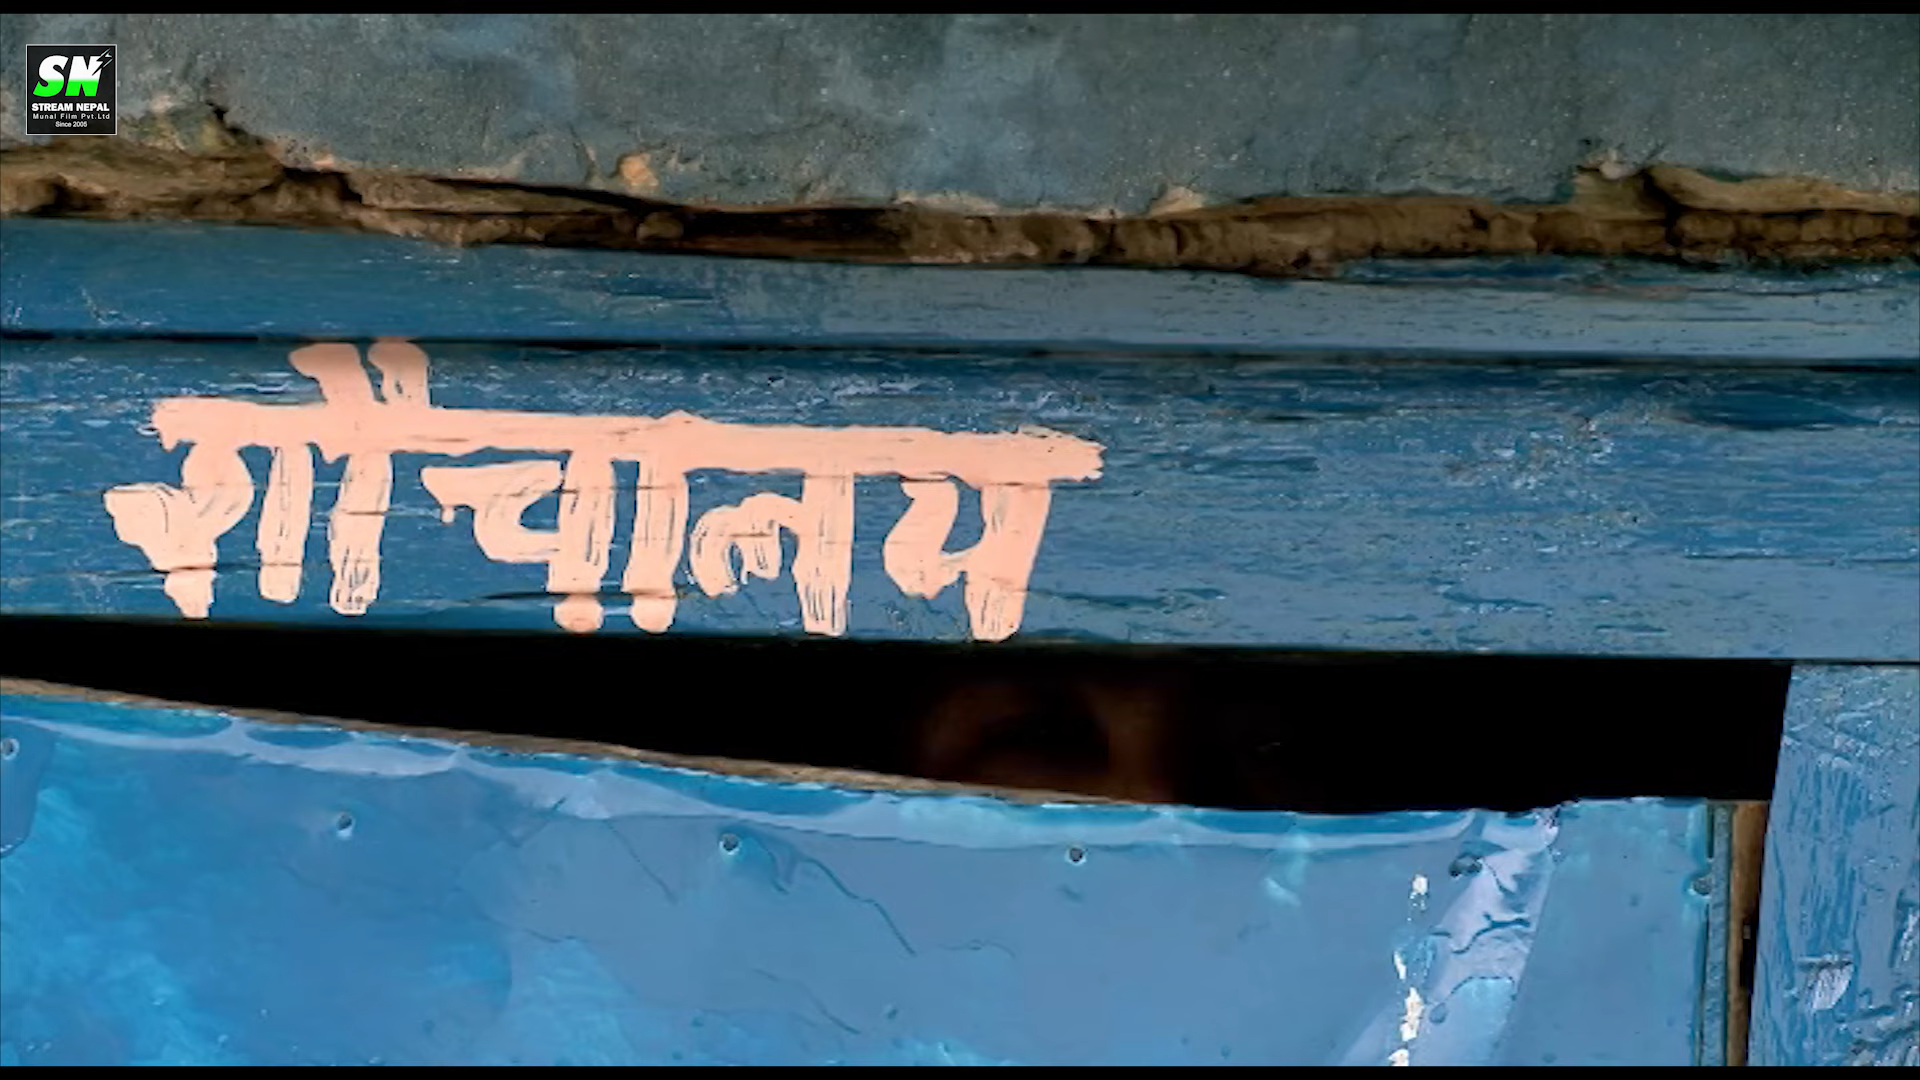 SN
STREAM NEPAL
Munal Film Pvt.Ltd
Since 2005
शौचालय